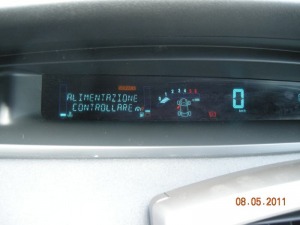 ALIMENTAZIONE
CONTROLLARE
0
08.05.2011